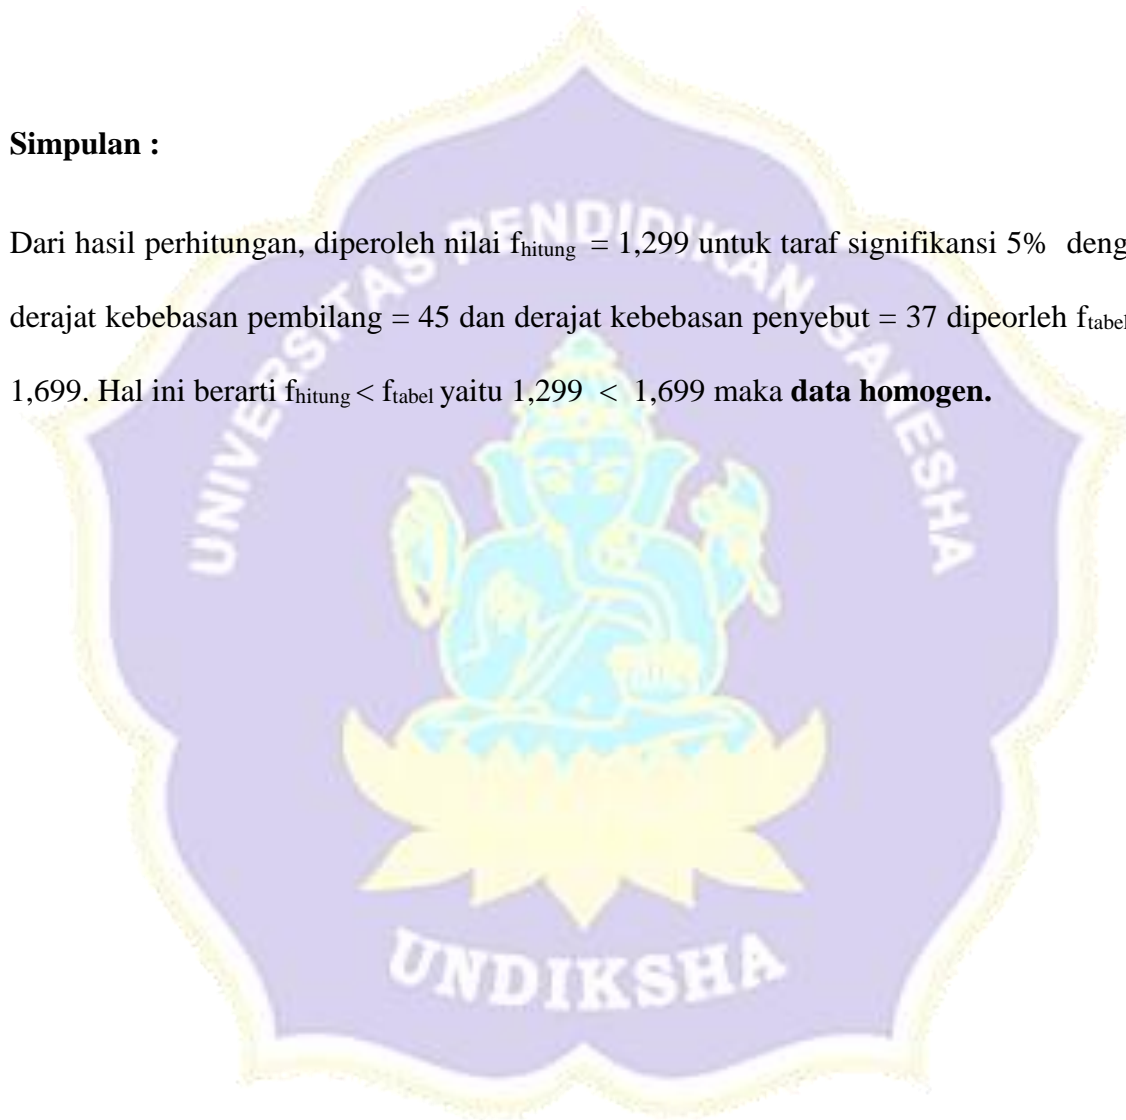 Simpulan :
Dari hasil perhitungan, diperoleh nilai fhitung = 1,299 untuk taraf signifikansi 5% deng
derajat kebebasan pembilang = 45 dan derajat kebebasan penyebut = 37 dipeorleh ftabel
1,699. Hal ini berarti fhitung < ftabel yaitu 1,299 < 1,699 maka data homogen.
UNIVERSITAS PENDIDIKAN GANESHA
UNDIKSHA